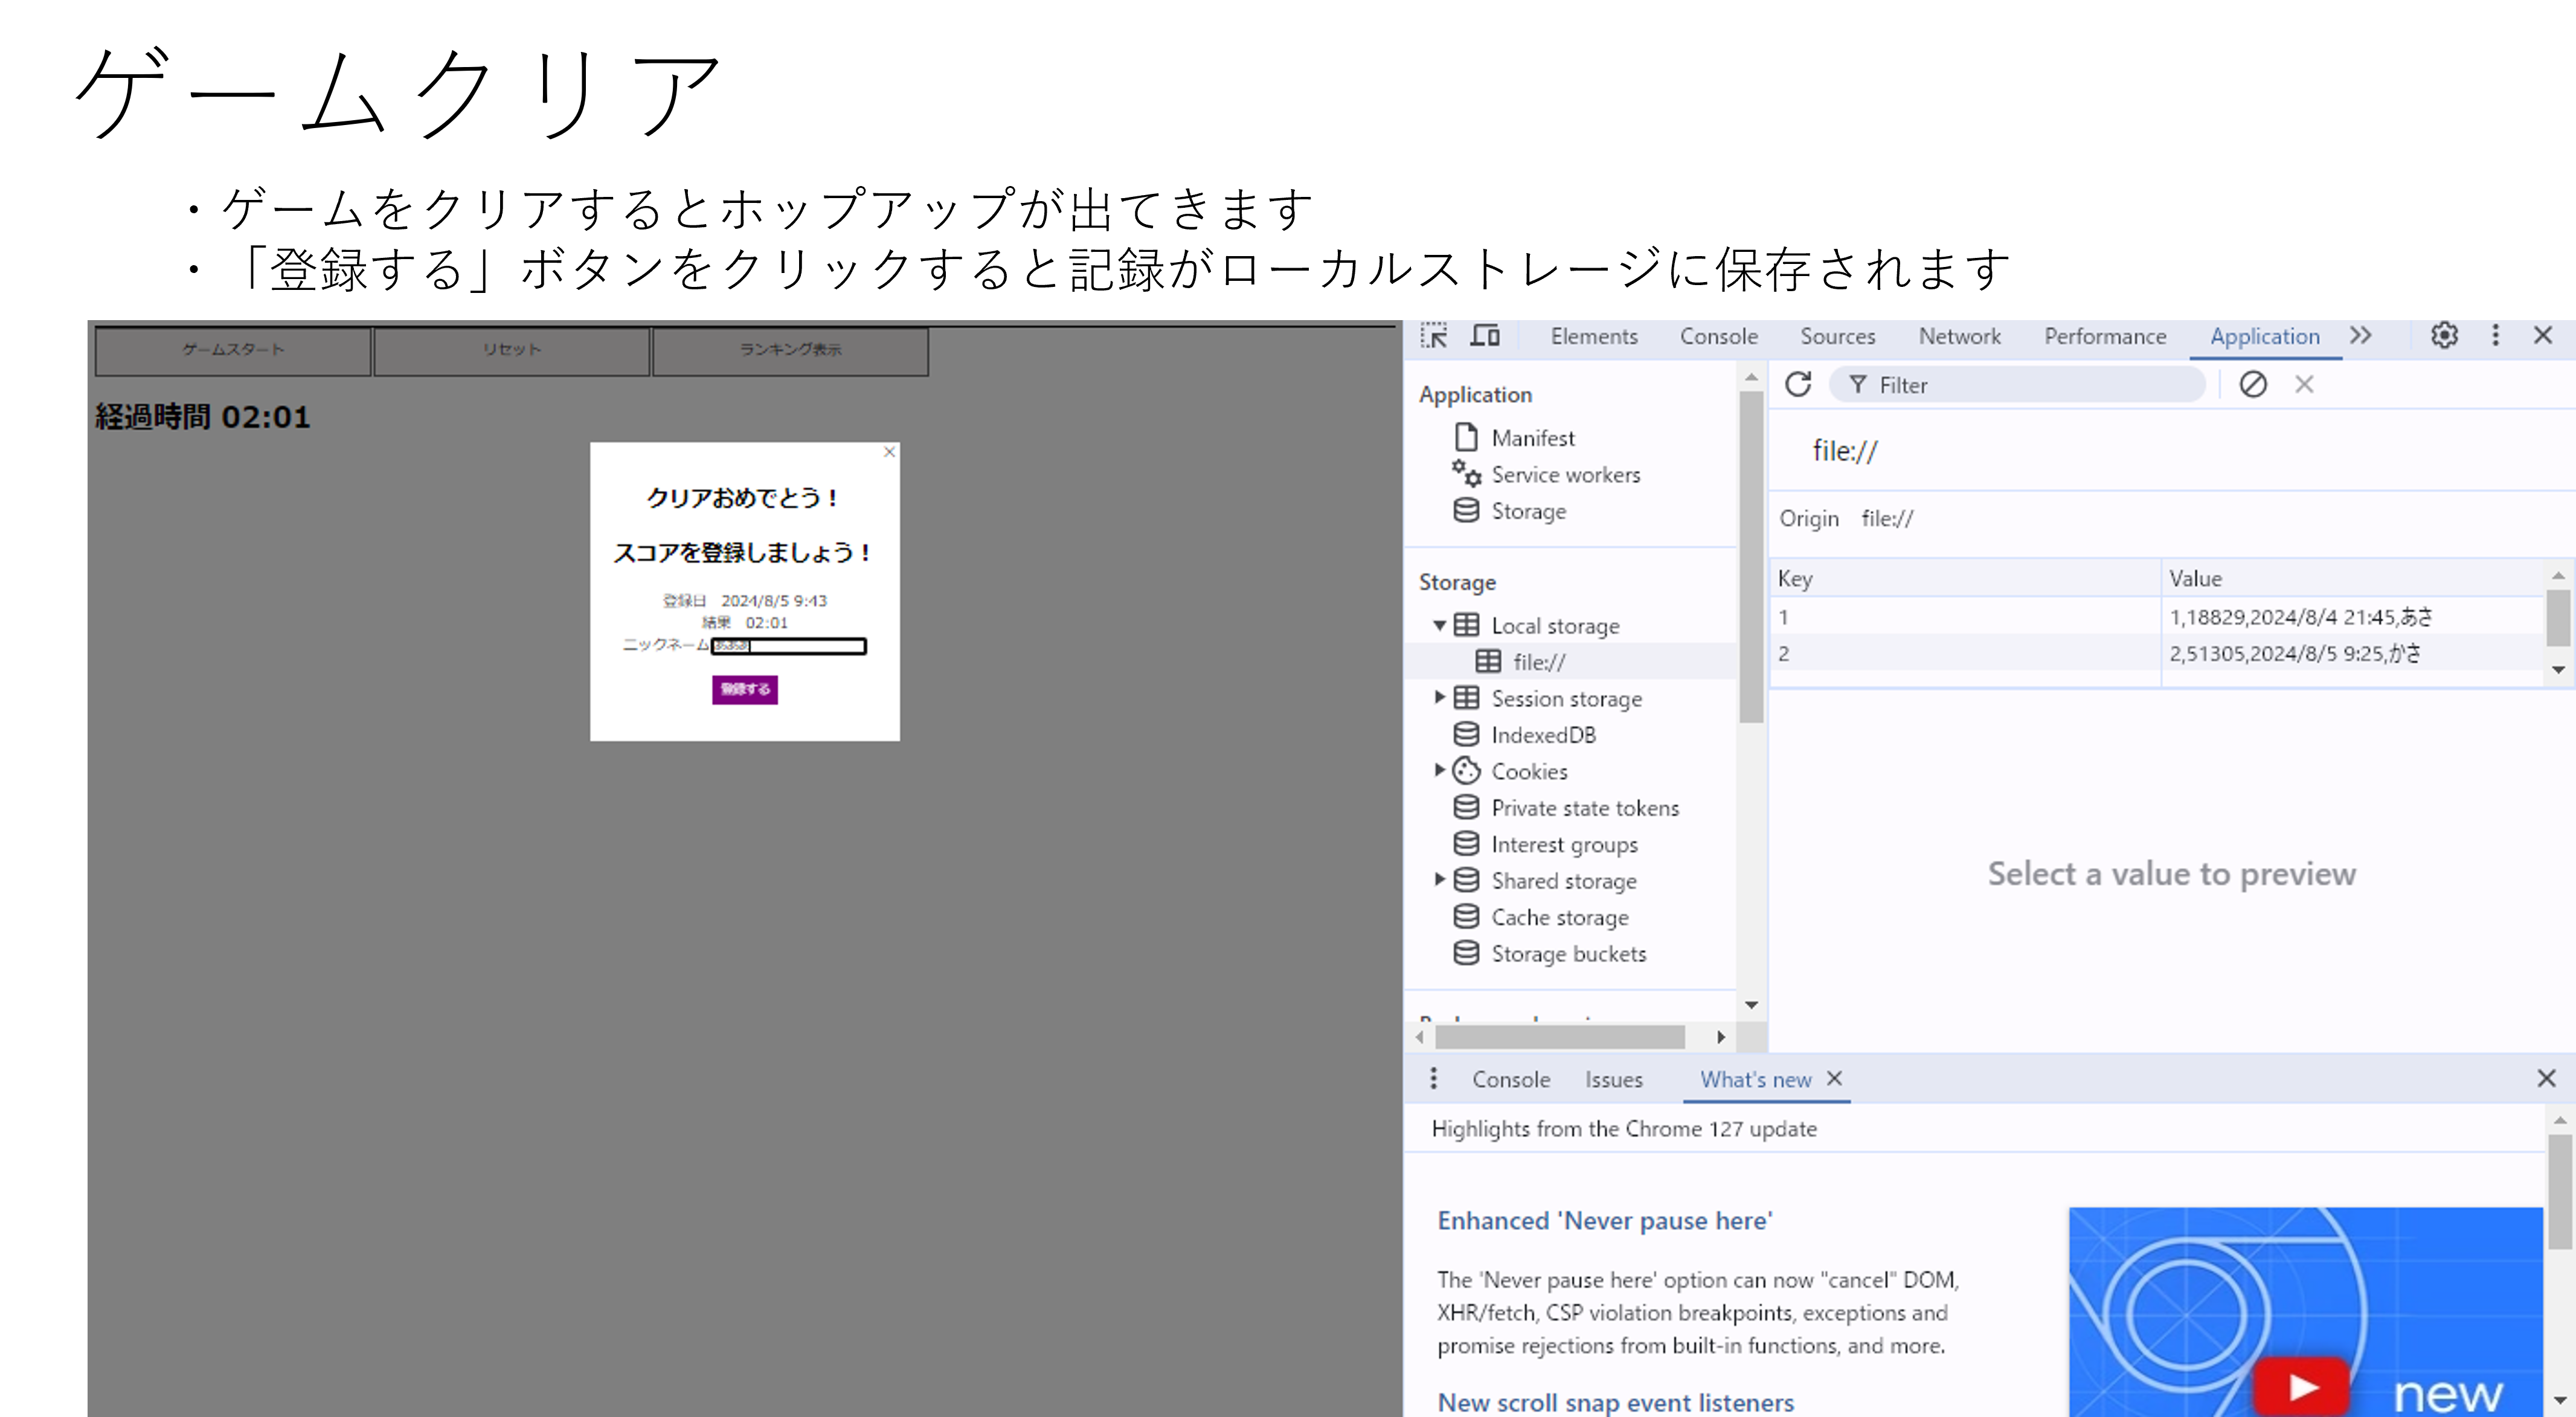 ゲームクリア
・ゲームをクリアするとホップアップが出てきます
・「登録する」ボタンをクリックすると記録がローカルストレージに保存されます
ゲームスタート リセット ランキング表示
経過時間 02:01
×
クリアおめでとう！
スコアを登録しましょう！
登録日 2024/8/5 9:43
結果 02:01
ニックネーム あああ
登録する
Elements Console Sources Network Performance Application
Application
Manifest
Service workers
Storage
Storage
Local storage
file://
Session storage
IndexedDB
Cookies
Private state tokens
Interest groups
Shared storage
Cache storage
Storage buckets
Filter
file://
Origin file://
Key Value
1 1,18829,2024/8/4 21:45,あさ
2 2,51305,2024/8/5 9:25,かさ
Select a value to preview
Console Issues What's new
Highlights from the Chrome 127 update
Enhanced 'Never pause here'
The 'Never pause here' option can now "cancel" DOM,
XHR/fetch, CSP violation breakpoints, exceptions and
promise rejections from built-in functions, and more.
New scroll snap event listeners
new